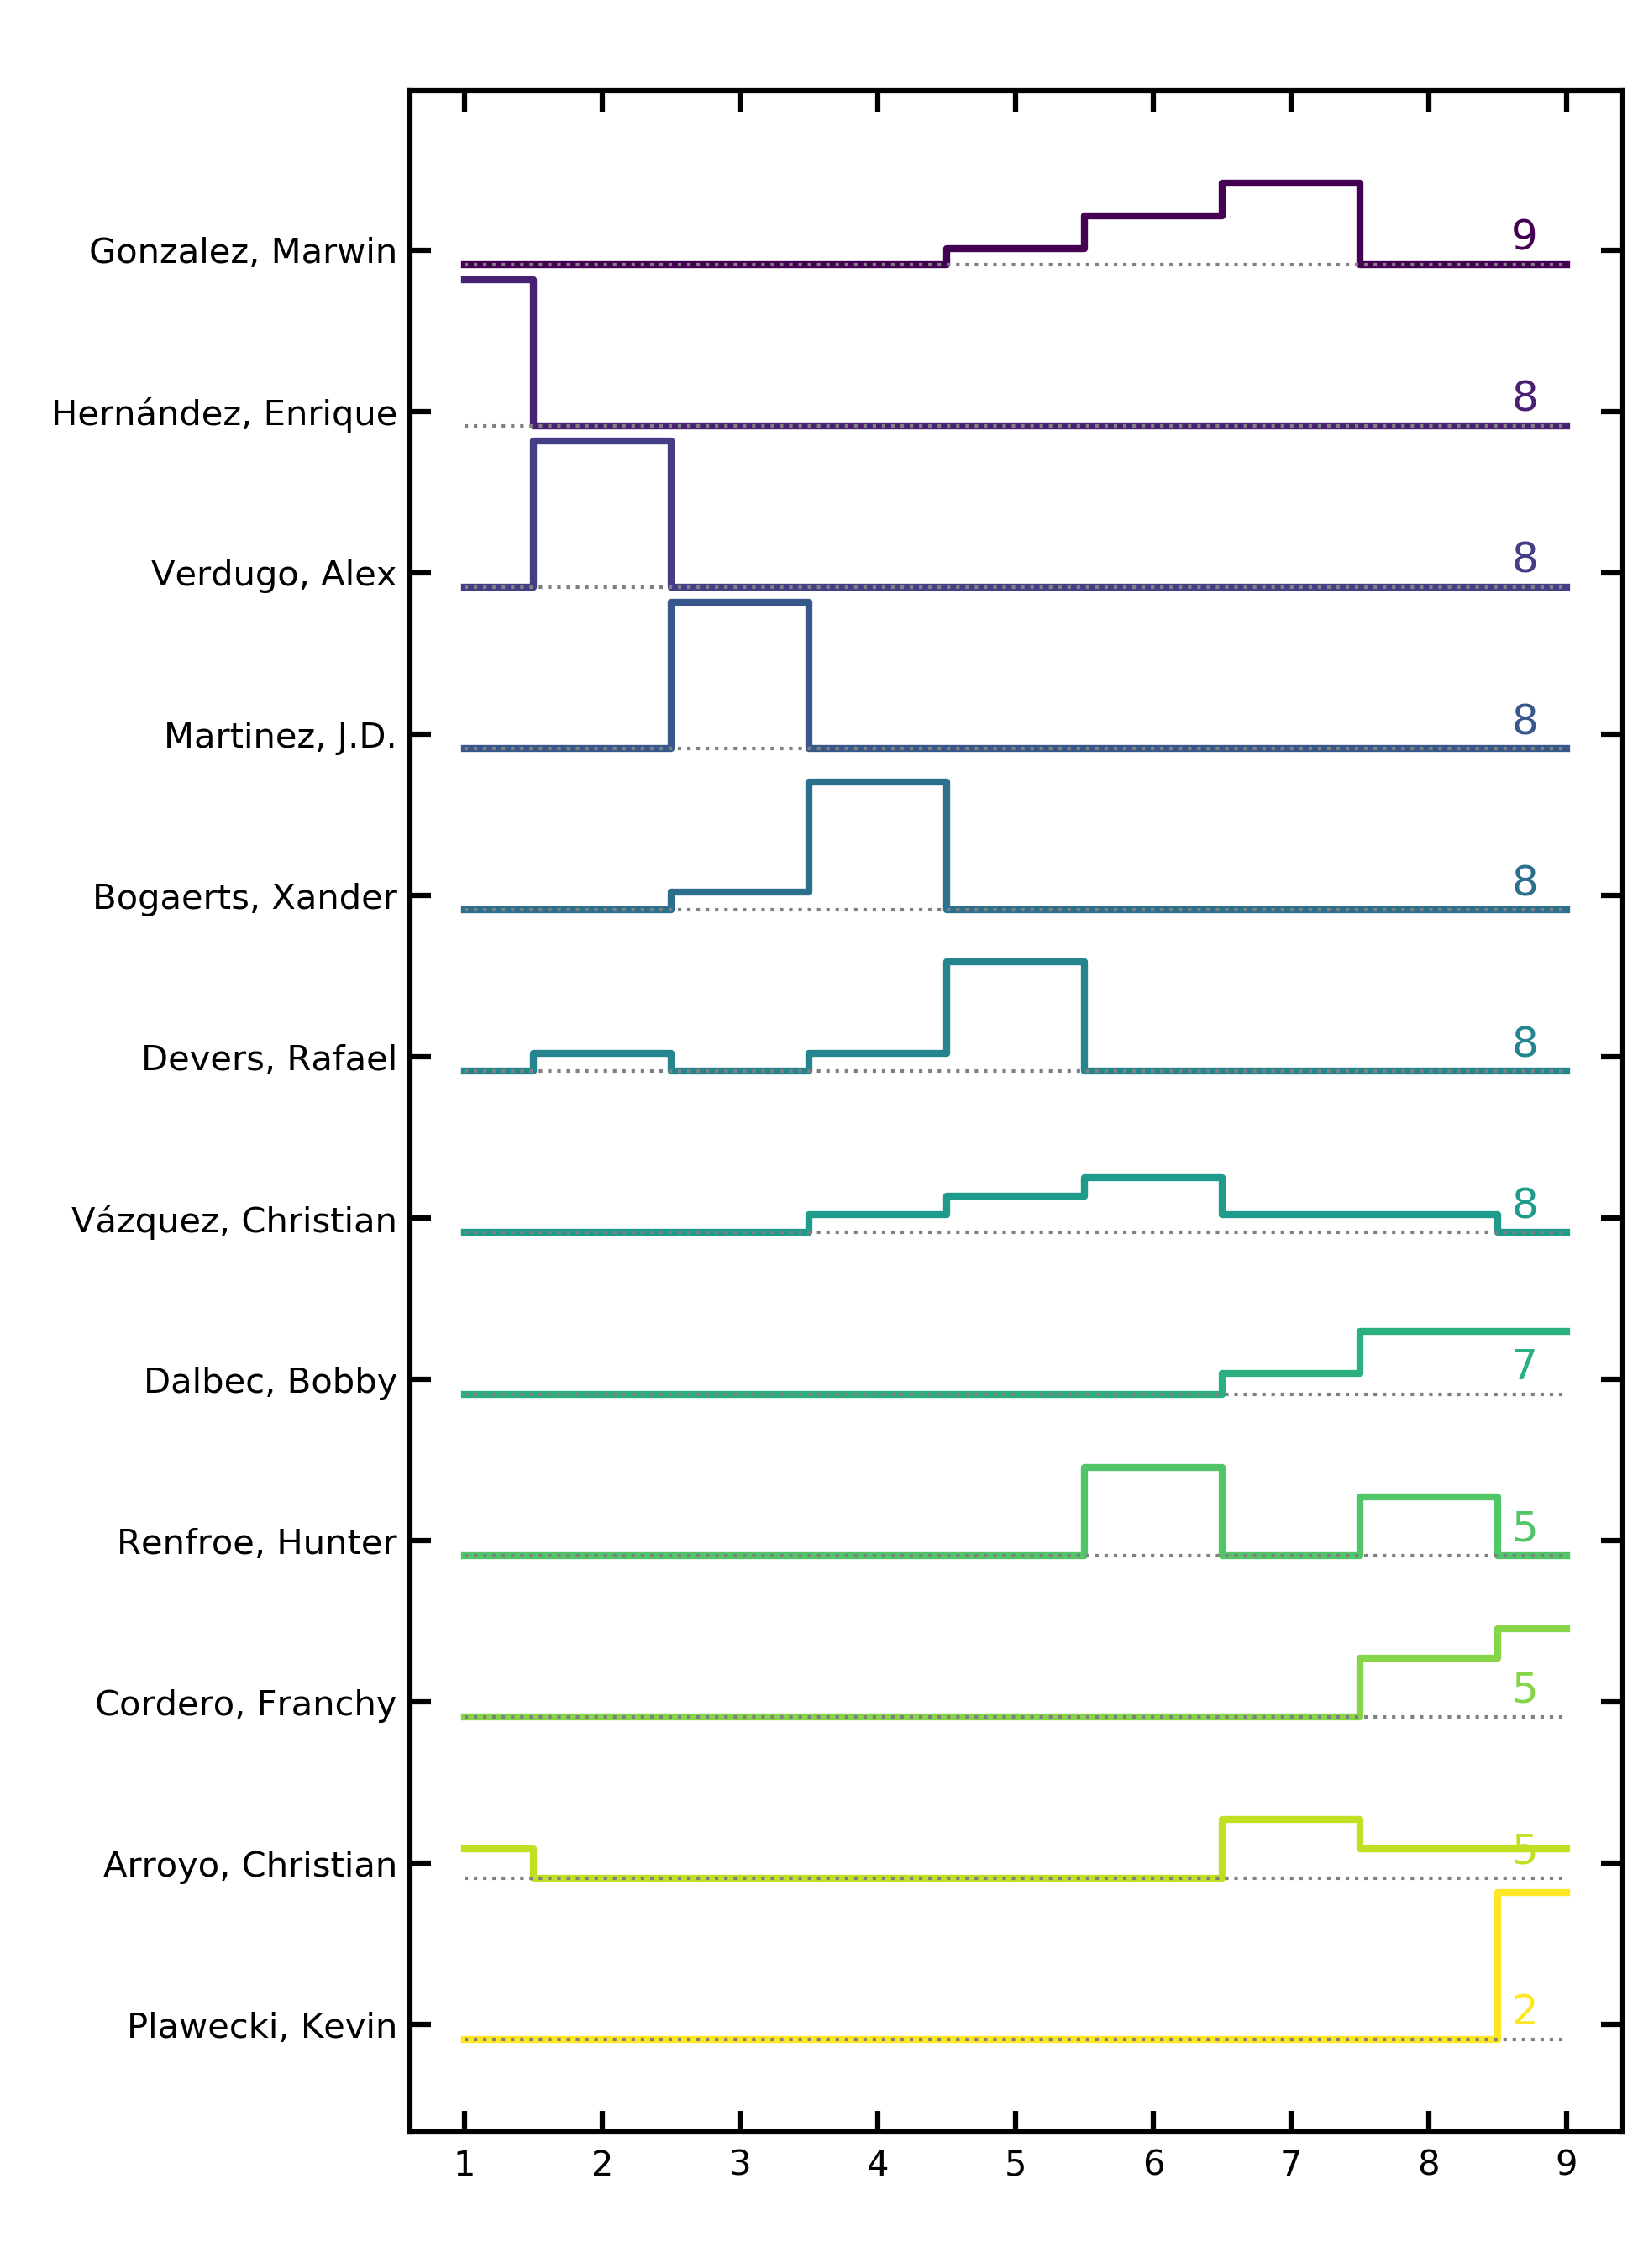 Gonzalez, Marwin 9
Hernández, Enrique 8
Verdugo, Alex 8
Martinez, J.D. 8
Bogaerts, Xander 8
Devers, Rafael 8
Vázquez, Christian 8
Dalbec, Bobby 7
Renfroe, Hunter 5
Cordero, Franchy 5
Arroyo, Christian 5
Plawecki, Kevin 2
1 2 3 4 5 6 7 8 9